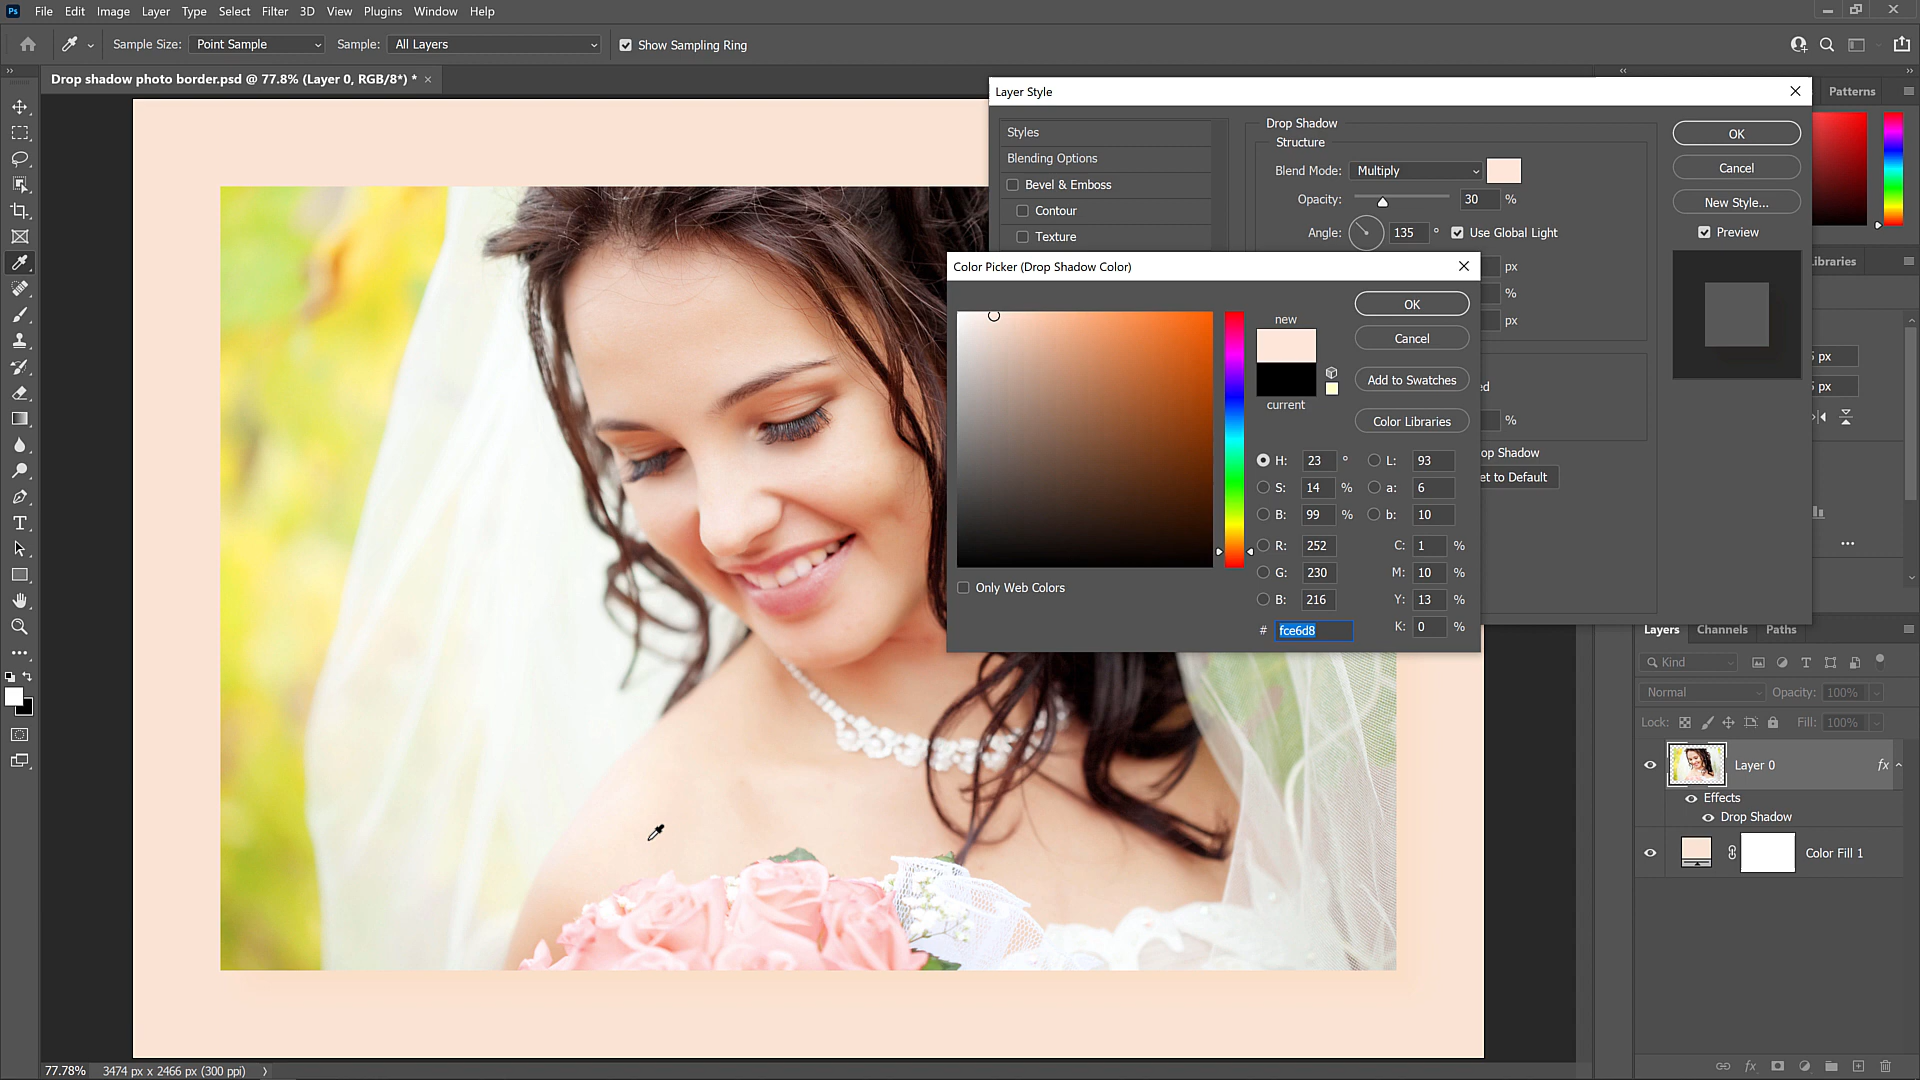 Ps File Edit Image Layer Type Select Filter 3D View Plugins Window Help
Sample Size: Point Sample Sample: All Layers Show Sampling Ring
Drop shadow photo border.psd @ 77.8% (Layer 0, RGB/8*) * ×
Layer Style
Patterns
Styles
Blending Options
Bevel & Emboss
Contour
Texture
Drop Shadow
Structure
Blend Mode: Multiply
Opacity: 30 %
Angle: 135 ° Use Global Light
px
%
px
%
OK
Cancel
New Style...
Preview
ibraries
5 px
5 px
op Shadow
et to Default
Color Picker (Drop Shadow Color)
new
current
OK
Cancel
Add to Swatches
Color Libraries
H: 23 ° L: 93
S: 14 % a: 6
B: 99 % b: 10
R: 252 C: 1 %
G: 230 M: 10 %
B: 216 Y: 13 %
# fce6d8 K: 0 %
Only Web Colors
Layers Channels Paths
Kind
Normal Opacity: 100%
Lock: Fill: 100%
Layer 0 fx
Effects
Drop Shadow
Color Fill 1
fx
77.78% 3474 px x 2466 px (300 ppi)